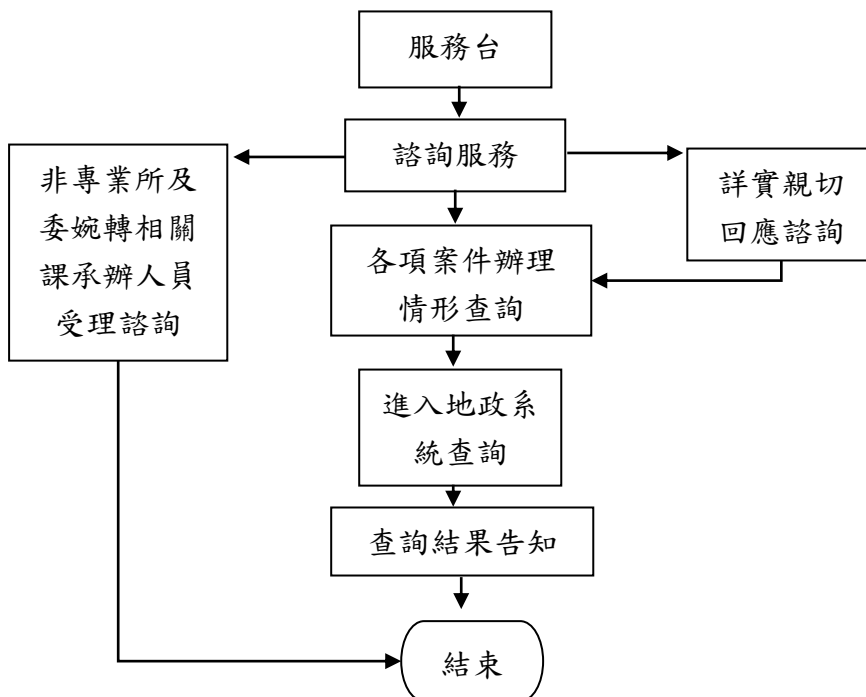 服務台
諮詢服務
非專業所及
委婉轉相關
課承辦人員
受理諮詢
詳實親切
回應諮詢
各項案件辦理
情形查詢
進入地政系
統查詢
查詢結果告知
結束